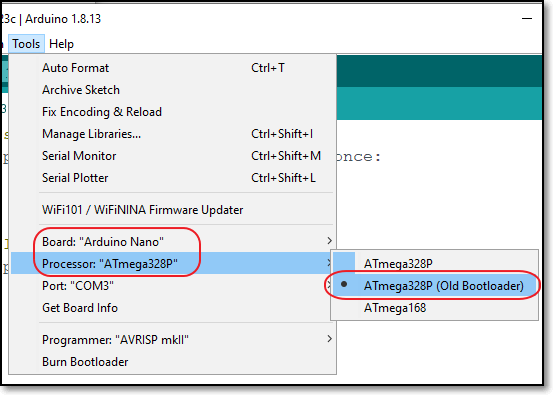 23c | Arduino 1.8.13
Tools Help
Auto Format Ctrl+T
Archive Sketch
Fix Encoding & Reload
Manage Libraries... Ctrl+Shift+I
Serial Monitor Ctrl+Shift+M
once:
Serial Plotter Ctrl+Shift+L
WiFi101 / WiFiNINA Firmware Updater
Board: "Arduino Nano"
Processor: "ATmega328P"
ATmega328P
Port: "COM3"
ATmega328P (Old Bootloader)
Get Board Info
ATmega168
Programmer: "AVRISP mkII"
Burn Bootloader